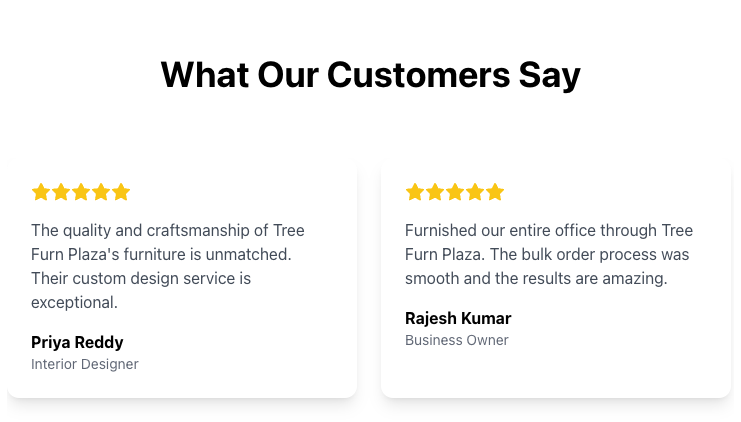 What Our Customers Say
The quality and craftsmanship of Tree
Furn Plaza's furniture is unmatched.
Their custom design service is
exceptional.
Priya Reddy
Interior Designer
Furnished our entire office through Tree
Furn Plaza. The bulk order process was
smooth and the results are amazing.
Rajesh Kumar
Business Owner